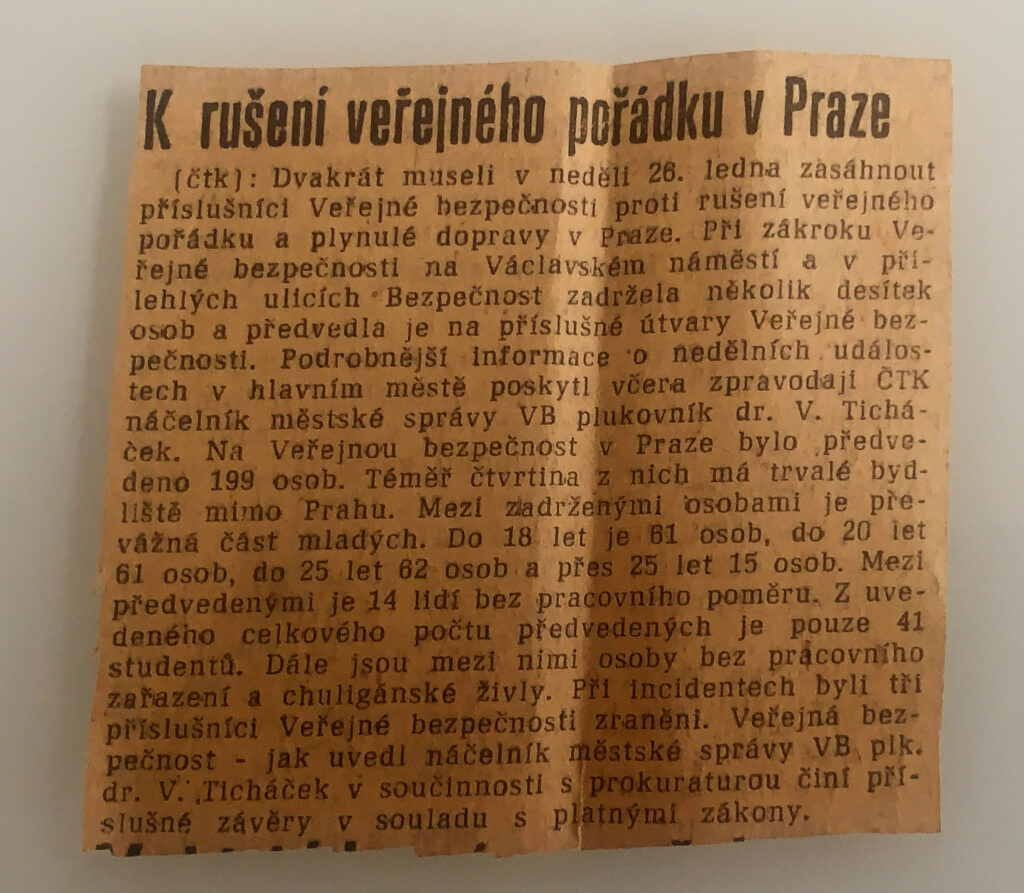 K rušení veřejného pořádku v Praze
(čtk): Dvakrát museli v neděli 26. ledna zasáhnout
příslušníci Veřejné bezpečnosti proti rušení veřejného
pořádku a plynulé dopravy v Praze. Při zákroku Ve-
řejné bezpečnosti na Václavském náměstí a v při-
lehlých ulicích Bezpečnost zadržela několik desítek
osob a předvedla je na příslušné útvary Veřejné bez-
pečnosti. Podrobnější informace o nedělních událos-
tech v hlavním městě poskytl včera zpravodaji ČTK
náčelník městské správy VB plukovník dr. V. Tichá-
ček. Na Veřejnou bezpečnost v Praze bylo předve-
deno 199 osob. Téměř čtvrtina z nich má trvalé byd-
liště mimo Prahu. Mezi zadrženými osobami je pře-
vážná část mladých. Do 18 let je 61 osob, do 20 let
61 osob, do 25 let 62 osob a přes 25 let 15 osob. Mezi
předvedenými je 14 lidí bez pracovního poměru. Z uve-
deného celkového počtu předvedených je pouze 41
studentů. Dále jsou mezi nimi osoby bez pracovního
zařazení a chuligánské živly. Při incidentech byli tři
příslušníci Veřejné bezpečnosti zraněni. Veřejná bez-
pečnost - jak uvedl náčelník městské správy VB plk.
dr. V. Ticháček v součinnosti s prokuraturou činí pří-
slušné závěry v souladu s platnými zákony.